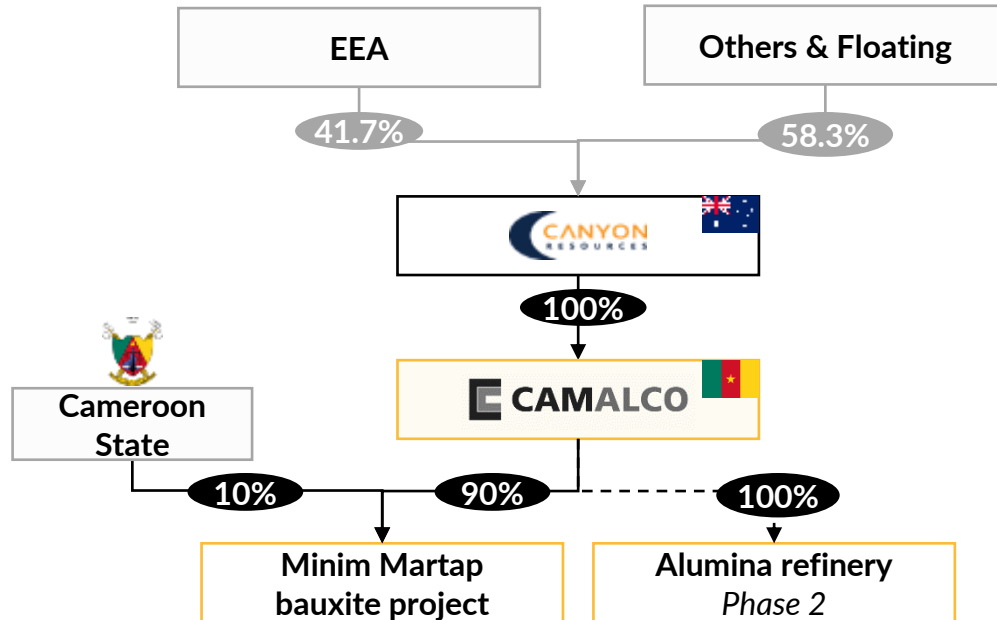 EEA
Others & Floating
41.7%
58.3%
CANYON
RESOURCES
100%
CAMALCO
Cameroon
State
10%
90%
100%
Minim Martap
bauxite project
Alumina refinery
Phase 2